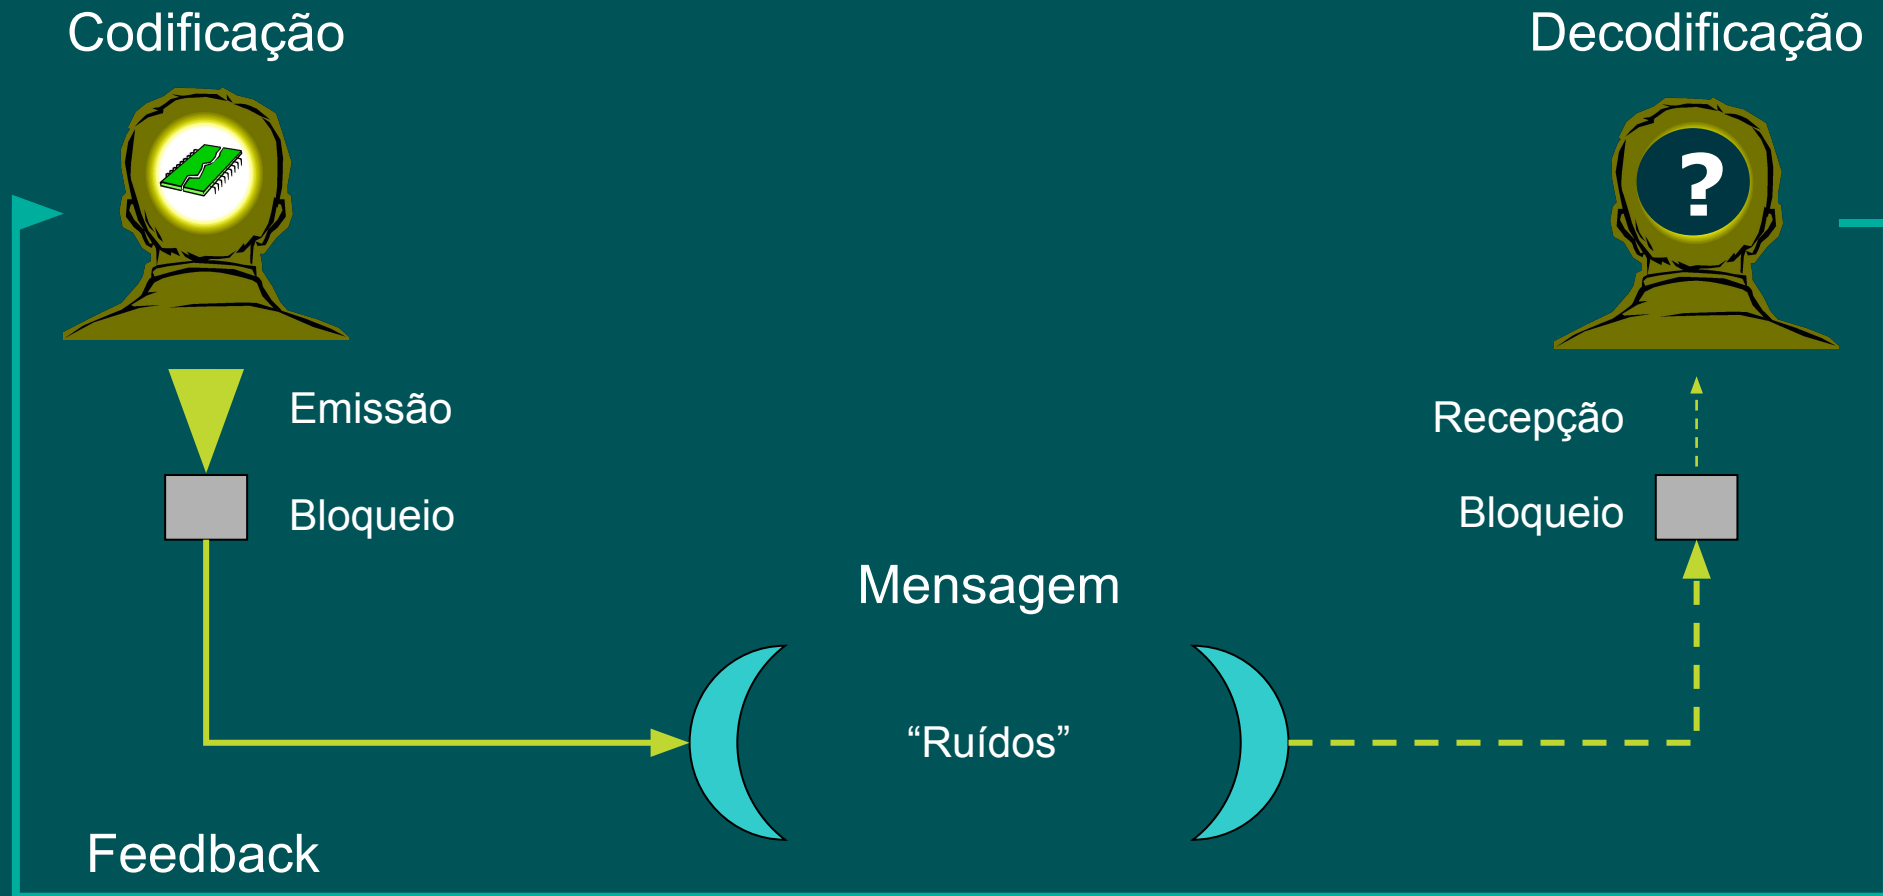 Codificação
Decodificação
?
Emissão
Recepção
Bloqueio
Bloqueio
Mensagem
“Ruídos”
Feedback